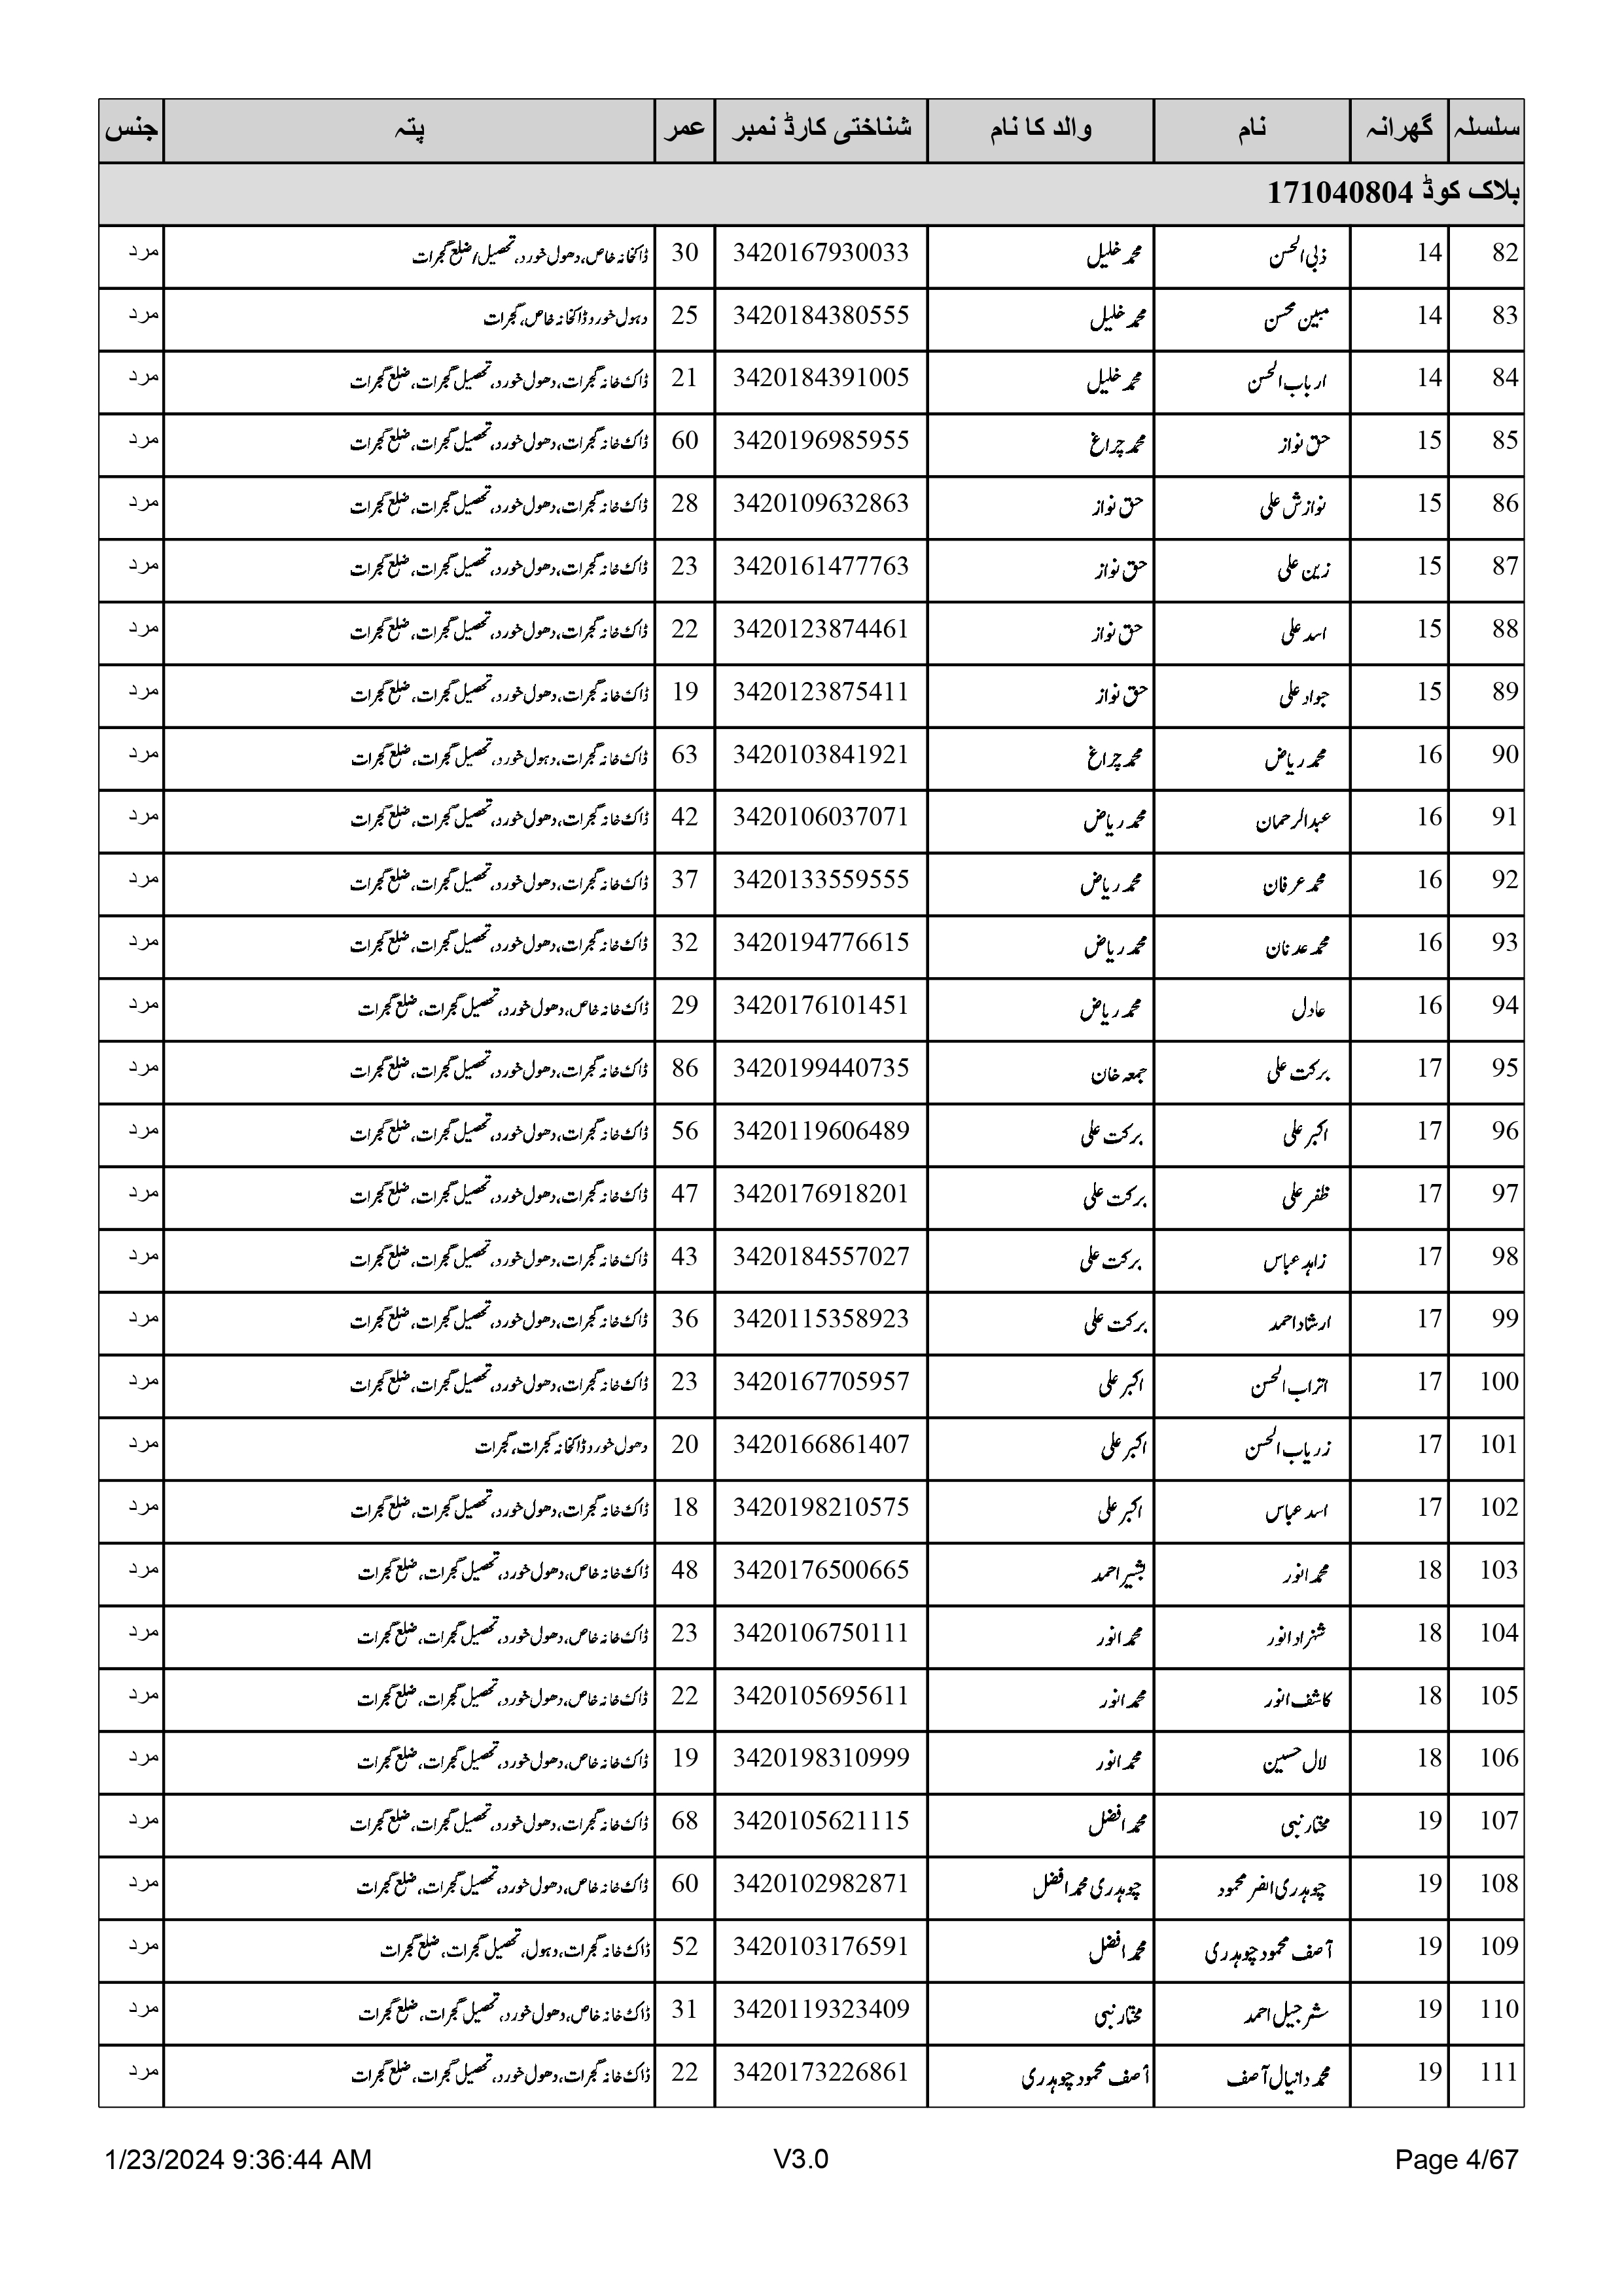 سلسلہ گھرانہ نام والد کا نام شناختی کارڈ نمبر عمر پتہ جنس
بلاک کوڈ 171040804
82 14 ذبی الحسن محمد خلیل 3420167930033 30 ڈاکخانہ خاص، دھول خورد، تحصیل/ضلع گجرات مرد
83 14 مبین محسن محمد خلیل 3420184380555 25 دہول خورد ڈاکخانہ خاص، گجرات مرد
84 14 ارباب الحسن محمد خلیل 3420184391005 21 ڈاک خانہ گجرات، دھول خورد، تحصیل گجرات، ضلع گجرات مرد
85 15 حق نواز محمد چراغ 3420196985955 60 ڈاک خانہ گجرات، دھول خورد، تحصیل گجرات، ضلع گجرات مرد
86 15 نوازش علی حق نواز 3420109632863 28 ڈاک خانہ گجرات، دھول خورد، تحصیل گجرات، ضلع گجرات مرد
87 15 زین علی حق نواز 3420161477763 23 ڈاک خانہ گجرات، دھول خورد، تحصیل گجرات، ضلع گجرات مرد
88 15 اسد علی حق نواز 3420123874461 22 ڈاک خانہ گجرات، دھول خورد، تحصیل گجرات، ضلع گجرات مرد
89 15 جواد علی حق نواز 3420123875411 19 ڈاک خانہ گجرات، دھول خورد، تحصیل گجرات، ضلع گجرات مرد
90 16 محمد ریاض محمد چراغ 3420103841921 63 ڈاک خانہ گجرات، دہول خورد، تحصیل گجرات، ضلع گجرات مرد
91 16 عبدالرحمان محمد ریاض 3420106037071 42 ڈاک خانہ گجرات، دھول خورد، تحصیل گجرات، ضلع گجرات مرد
92 16 محمد عرفان محمد ریاض 3420133559555 37 ڈاک خانہ گجرات، دھول خورد، تحصیل گجرات، ضلع گجرات مرد
93 16 محمد عدنان محمد ریاض 3420194776615 32 ڈاک خانہ گجرات، دھول خورد، تحصیل گجرات، ضلع گجرات مرد
94 16 عادل محمد ریاض 3420176101451 29 ڈاک خانہ خاص، دھول خورد، تحصیل گجرات، ضلع گجرات مرد
95 17 برکت علی جمعہ خان 3420199440735 86 ڈاک خانہ گجرات، دھول خورد، تحصیل گجرات، ضلع گجرات مرد
96 17 اکبر علی برکت علی 3420119606489 56 ڈاک خانہ گجرات، دھول خورد، تحصیل گجرات، ضلع گجرات مرد
97 17 ظفر علی برکت علی 3420176918201 47 ڈاک خانہ گجرات، دھول خورد، تحصیل گجرات، ضلع گجرات مرد
98 17 زاہد عباس برکت علی 3420184557027 43 ڈاک خانہ گجرات، دھول خورد، تحصیل گجرات، ضلع گجرات مرد
99 17 ارشاد احمد برکت علی 3420115358923 36 ڈاک خانہ گجرات، دھول خورد، تحصیل گجرات، ضلع گجرات مرد
100 17 اتراب الحسن اکبر علی 3420167705957 23 ڈاک خانہ گجرات، دھول خورد، تحصیل گجرات، ضلع گجرات مرد
101 17 زریاب الحسن اکبر علی 3420166861407 20 دھول خورد ڈاکخانہ گجرات، گجرات مرد
102 17 اسد عباس اکبر علی 3420198210575 18 ڈاک خانہ گجرات، دھول خورد، تحصیل گجرات، ضلع گجرات مرد
103 18 محمد انور بشیر احمد 3420176500665 48 ڈاک خانہ خاص، دھول خورد، تحصیل گجرات، ضلع گجرات مرد
104 18 شہزاد انور محمد انور 3420106750111 23 ڈاک خانہ خاص، دھول خورد، تحصیل گجرات، ضلع گجرات مرد
105 18 کاشف انور محمد انور 3420105695611 22 ڈاک خانہ خاص، دھول خورد، تحصیل گجرات، ضلع گجرات مرد
106 18 لال حسین محمد انور 3420198310999 19 ڈاک خانہ خاص، دھول خورد، تحصیل گجرات، ضلع گجرات مرد
107 19 مختار نبی محمد افضل 3420105621115 68 ڈاک خانہ گجرات، دھول خورد، تحصیل گجرات، ضلع گجرات مرد
108 19 چوہدری اظہر محمود چوہدری محمد افضل 3420102982871 60 ڈاک خانہ خاص، دھول خورد، تحصیل گجرات، ضلع گجرات مرد
109 19 آصف محمود چوہدری محمد افضل 3420103176591 52 ڈاک خانہ گجرات، دہول، تحصیل گجرات، ضلع گجرات مرد
110 19 شرجیل احمد مختار نبی 3420119323409 31 ڈاک خانہ خاص، دھول خورد، تحصیل گجرات، ضلع گجرات مرد
111 19 محمد دانیال آصف آصف محمود چوہدری 3420173226861 22 ڈاک خانہ گجرات، دھول خورد، تحصیل گجرات، ضلع گجرات مرد
1/23/2024 9:36:44 AM V3.0 Page 4/67